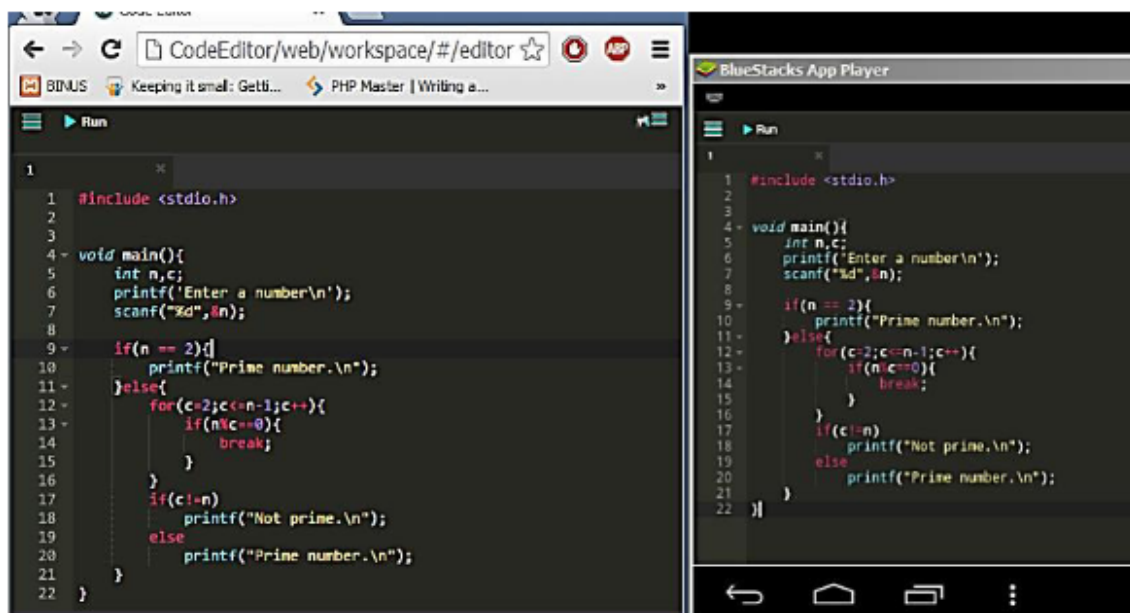 Code Editor
CodeEditor/web/workspace/#/editor
ABP
BINUS Keeping it small: Getti... PHP Master | Writing a... »
Run
1 ×
1 #include <stdio.h>
2
3
4 void main(){
5 int n,c;
6 printf('Enter a number\n');
7 scanf("%d",&n);
8
9 if(n == 2){
10 printf("Prime number.\n");
11 }else{
12 for(c=2;c<=n-1;c++){
13 if(n%c==0){
14 break;
15 }
16 }
17 if(c!=n)
18 printf("Not prime.\n");
19 else
20 printf("Prime number.\n");
21 }
22 }
BlueStacks App Player
Run
1 ×
1 #include <stdio.h>
2
3
4 void main(){
5 int n,c;
6 printf('Enter a number\n');
7 scanf("%d",&n);
8
9 if(n == 2){
10 printf("Prime number.\n");
11 }else{
12 for(c=2;c<=n-1;c++){
13 if(n%c==0){
14 break;
15 }
16 }
17 if(c!=n)
18 printf("Not prime.\n");
19 else
20 printf("Prime number.\n");
21 }
22 }